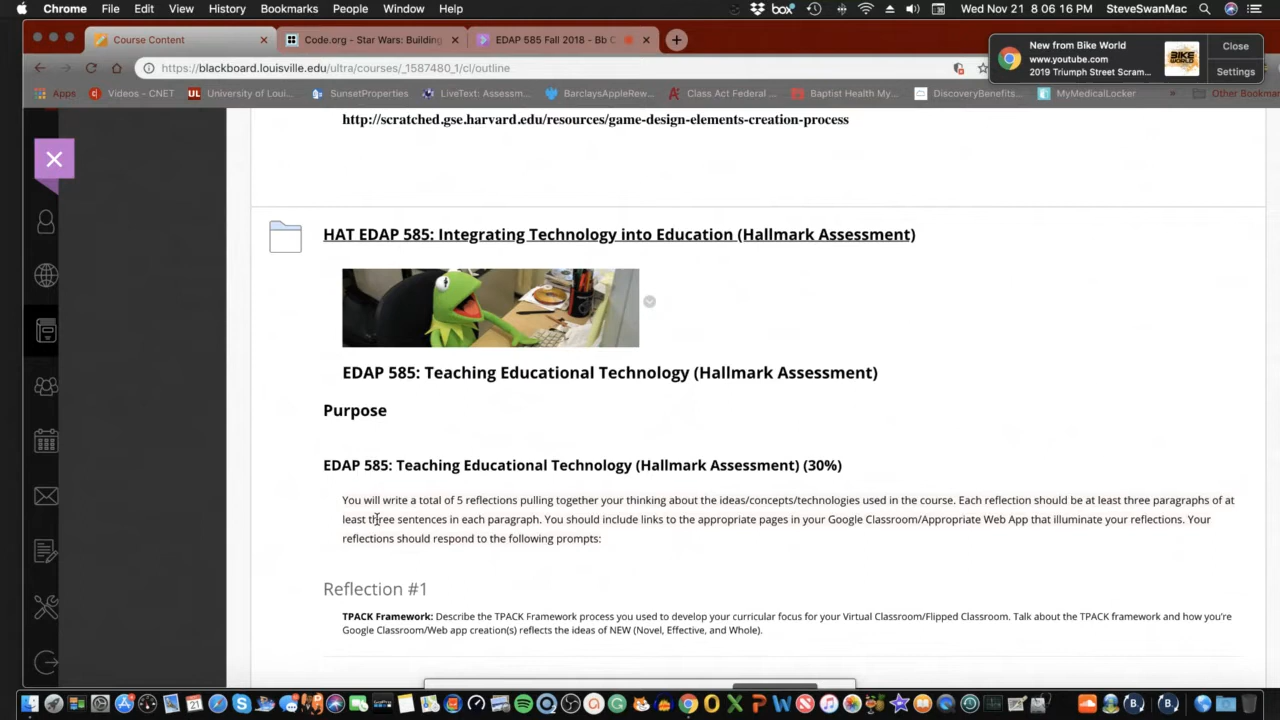 Chrome File Edit View History Bookmarks People Window Help box Wed Nov 21 8:06:16 PM SteveSwanMac
Course Content Code.org - Star Wars: Building EDAP 585 Fall 2018 - Bb C
New from Bike World
www.youtube.com
2019 Triumph Street Scram...
BIKE WORLD
Close
Settings
https://blackboard.louisville.edu/ultra/courses/_1587480_1/cl/outline
Apps Videos - CNET UL University of Loui... SunsetProperties LiveText: Assessm... BarclaysAppleRew... Class Act Federal ... Baptist Health My... DiscoveryBenefits... MyMedicalLocker » Other Bookmar
http://scratched.gse.harvard.edu/resources/game-design-elements-creation-process
HAT EDAP 585: Integrating Technology into Education (Hallmark Assessment)
EDAP 585: Teaching Educational Technology (Hallmark Assessment)
Purpose
EDAP 585: Teaching Educational Technology (Hallmark Assessment) (30%)
You will write a total of 5 reflections pulling together your thinking about the ideas/concepts/technologies used in the course. Each reflection should be at least three paragraphs of at
least three sentences in each paragraph. You should include links to the appropriate pages in your Google Classroom/Appropriate Web App that illuminate your reflections. Your
reflections should respond to the following prompts:
Reflection #1
TPACK Framework: Describe the TPACK Framework process you used to develop your curricular focus for your Virtual Classroom/Flipped Classroom. Talk about the TPACK framework and how you're
Google Classroom/Web app creation(s) reflects the ideas of NEW (Novel, Effective, and Whole).